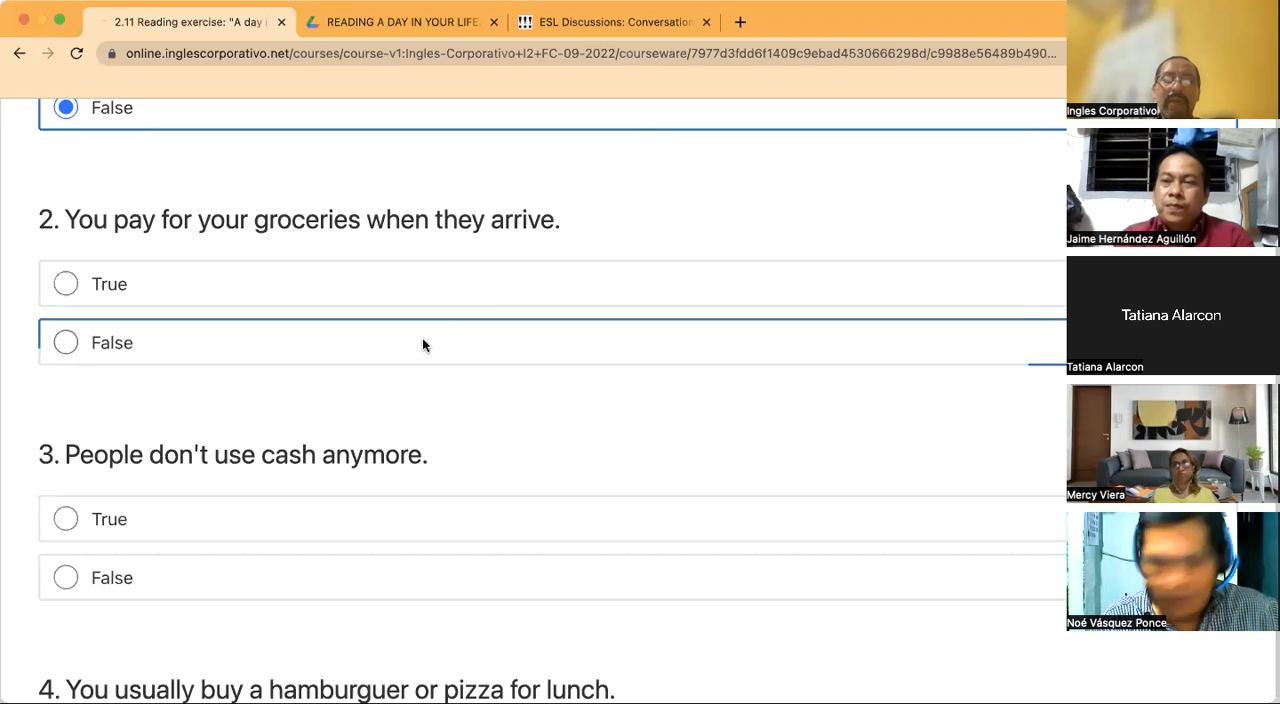 2.11 Reading exercise: "A day i
READING A DAY IN YOUR LIFE.
ESL Discussions: Conversation
online.inglescorporativo.net/courses/course-v1:Ingles-Corporativo+I2+FC-09-2022/courseware/7977d3fdd6f1409c9ebad4530666298d/c9988e56489b490...
False
2. You pay for your groceries when they arrive.
True
False
3. People don't use cash anymore.
True
False
4. You usually buy a hamburguer or pizza for lunch.
Ingles Corporativo
Jaime Hernández Aguillón
Tatiana Alarcon
Tatiana Alarcon
Mercy Viera
Noé Vásquez Ponce